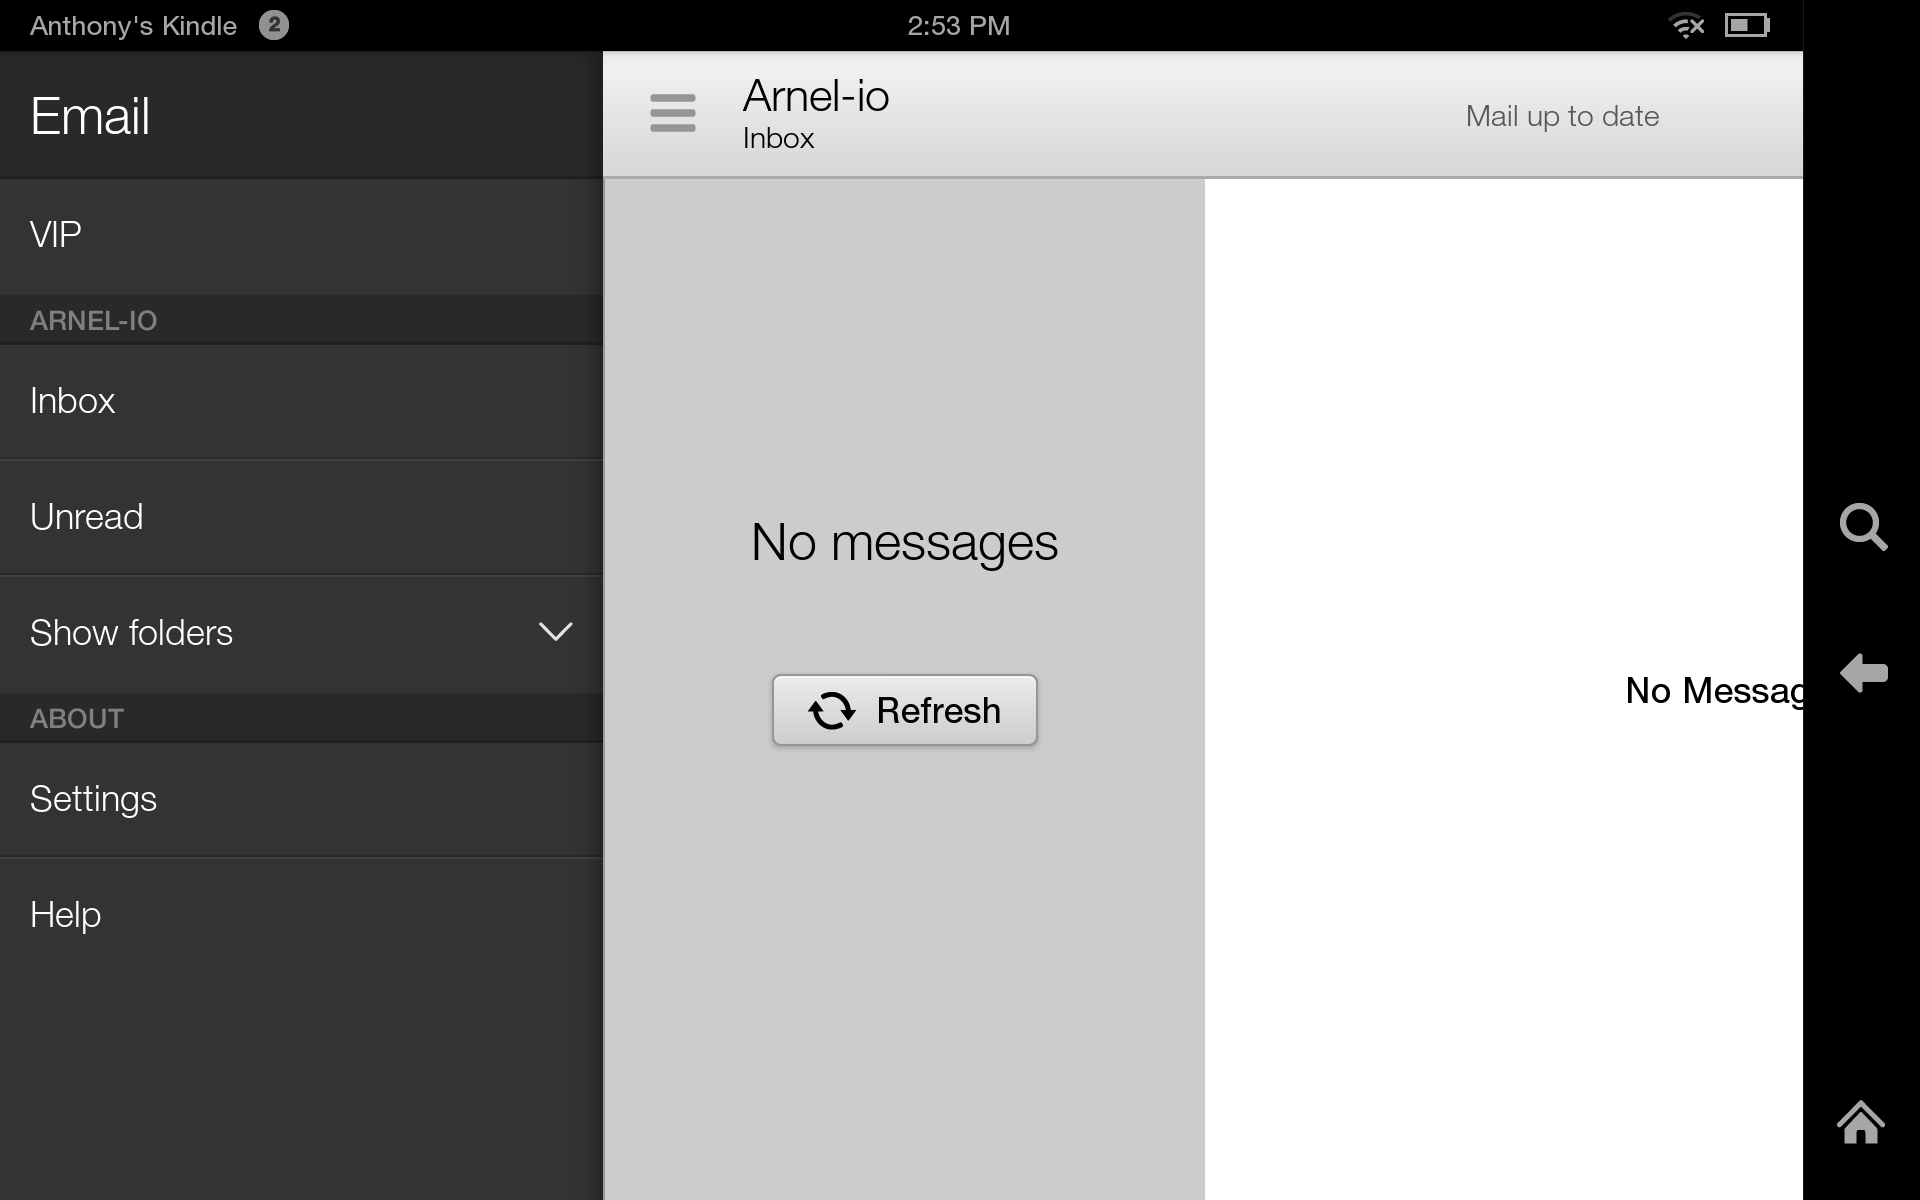 Anthony's Kindle 2
2:53 PM
Email
VIP
ARNEL-IO
Inbox
Unread
Show folders
ABOUT
Settings
Help
Arnel-io
Inbox
Mail up to date
No messages
Refresh
No Messag